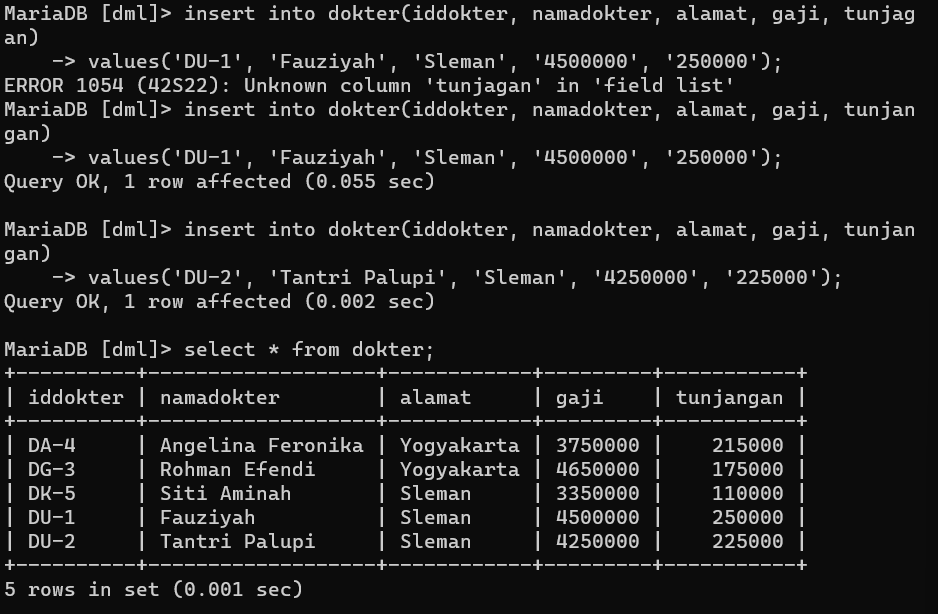 MariaDB [dml]> insert into dokter(iddokter, namadokter, alamat, gaji, tunjag
an)
    -> values('DU-1', 'Fauziyah', 'Sleman', '4500000', '250000');
ERROR 1054 (42S22): Unknown column 'tunjagan' in 'field list'
MariaDB [dml]> insert into dokter(iddokter, namadokter, alamat, gaji, tunjan
gan)
    -> values('DU-1', 'Fauziyah', 'Sleman', '4500000', '250000');
Query OK, 1 row affected (0.055 sec)

MariaDB [dml]> insert into dokter(iddokter, namadokter, alamat, gaji, tunjan
gan)
    -> values('DU-2', 'Tantri Palupi', 'Sleman', '4250000', '225000');
Query OK, 1 row affected (0.002 sec)

MariaDB [dml]> select * from dokter;
+----------+-------------------+------------+---------+-----------+
| iddokter | namadokter        | alamat     | gaji    | tunjangan |
+----------+-------------------+------------+---------+-----------+
| DA-4     | Angelina Feronika | Yogyakarta | 3750000 |    215000 |
| DG-3     | Rohman Efendi     | Yogyakarta | 4650000 |    175000 |
| DK-5     | Siti Aminah       | Sleman     | 3350000 |    110000 |
| DU-1     | Fauziyah          | Sleman     | 4500000 |    250000 |
| DU-2     | Tantri Palupi     | Sleman     | 4250000 |    225000 |
+----------+-------------------+------------+---------+-----------+
5 rows in set (0.001 sec)